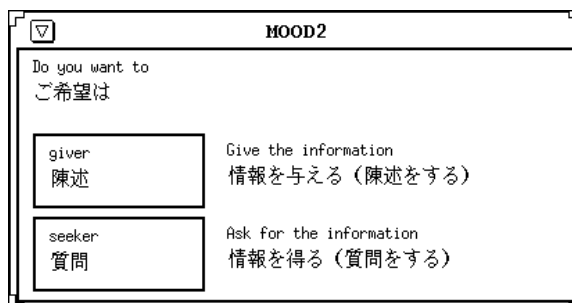 MOOD2
Do you want to
ご希望は
giver
陳述
Give the information
情報を与える（陳述をする）
seeker
質問
Ask for the information
情報を得る（質問をする）